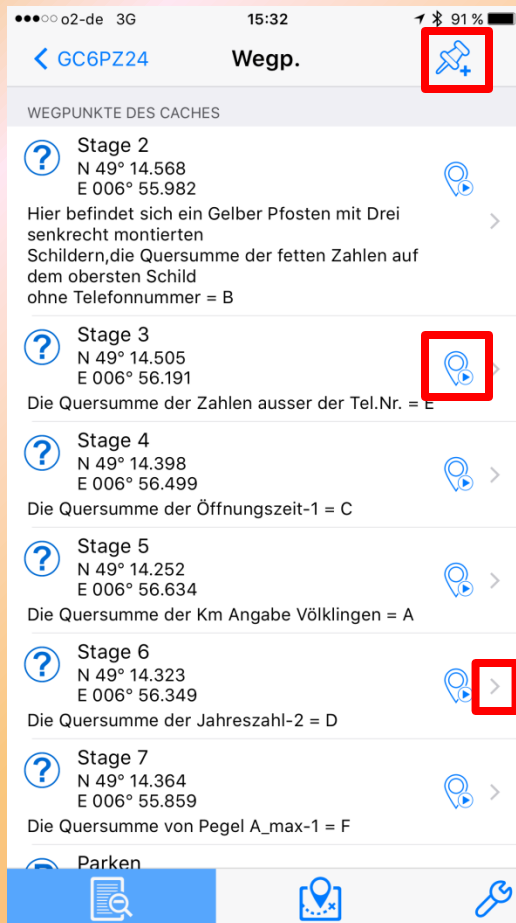 o2-de 3G 15:32 91 %
GC6PZ24 Wegp.
WEGPUNKTE DES CACHES
? Stage 2
N 49° 14.568
E 006° 55.982
Hier befindet sich ein Gelber Pfosten mit Drei
senkrecht montierten
Schildern,die Quersumme der fetten Zahlen auf
dem obersten Schild
ohne Telefonnummer = B
? Stage 3
N 49° 14.505
E 006° 56.191
Die Quersumme der Zahlen ausser der Tel.Nr. = E
? Stage 4
N 49° 14.398
E 006° 56.499
Die Quersumme der Öffnungszeit-1 = C
? Stage 5
N 49° 14.252
E 006° 56.634
Die Quersumme der Km Angabe Völklingen = A
? Stage 6
N 49° 14.323
E 006° 56.349
Die Quersumme der Jahreszahl-2 = D
? Stage 7
N 49° 14.364
E 006° 55.859
Die Quersumme von Pegel A_max-1 = F
Parken